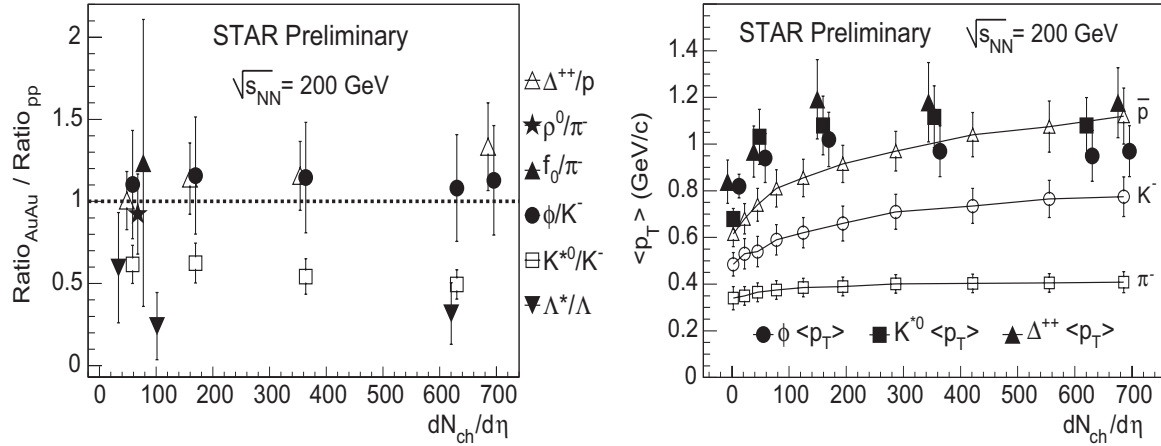 STAR Preliminary
√s_NN = 200 GeV
Ratio_AuAu / Ratio_pp
2
1.5
1
0.5
0
0 100 200 300 400 500 600 700
dN_ch/dη
Δ⁺⁺/p
ρ⁰/π⁻
f₀/π⁻
φ/K⁻
K*⁰/K⁻
Λ*/Λ
STAR Preliminary √s_NN = 200 GeV
<p_T> (GeV/c)
1.4
1.2
1
0.8
0.6
0.4
0.2
0
p̄
K⁻
π⁻
φ <p_T> K*⁰ <p_T> Δ⁺⁺ <p_T>
0 100 200 300 400 500 600 700
dN_ch/dη